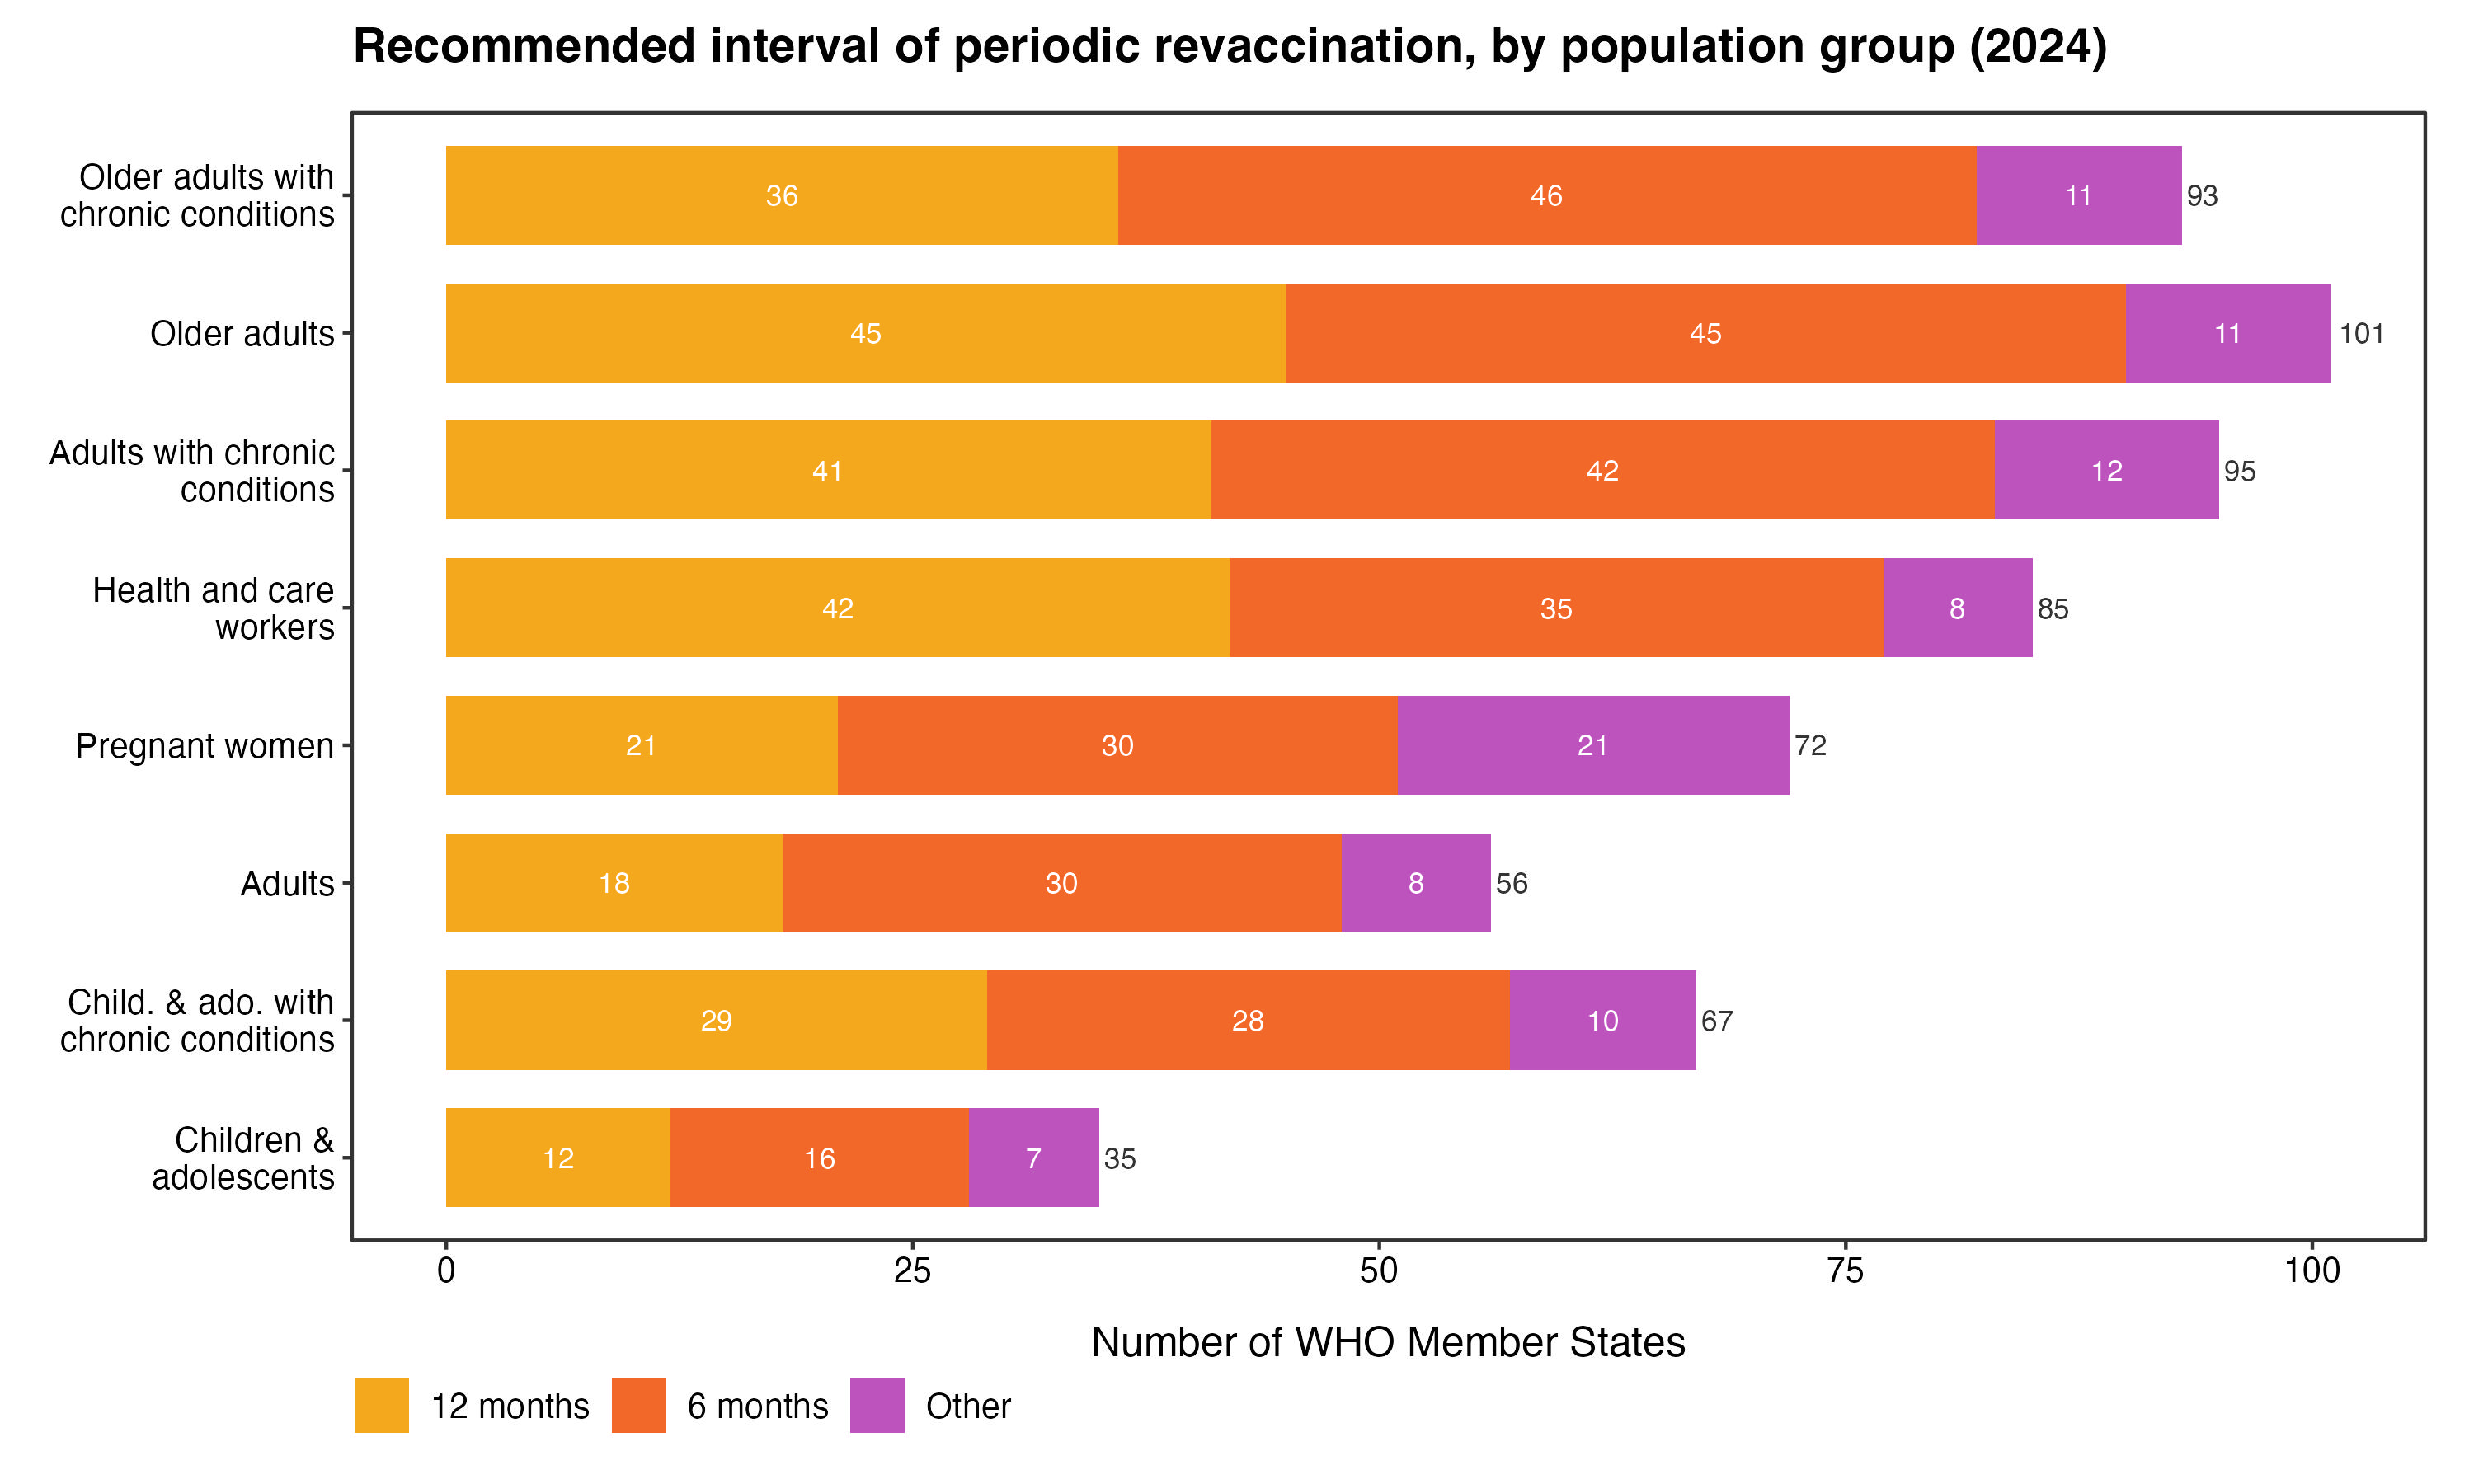 Recommended interval of periodic revaccination, by population group (2024)
Older adults with
chronic conditions
36
46
11
93
Older adults
45
45
11
101
Adults with chronic
conditions
41
42
12
95
Health and care
workers
42
35
8
85
Pregnant women
21
30
21
72
Adults
18
30
8
56
Child. & ado. with
chronic conditions
29
28
10
67
Children &
adolescents
12
16
7
35
0
25
50
75
100
Number of WHO Member States
12 months
6 months
Other